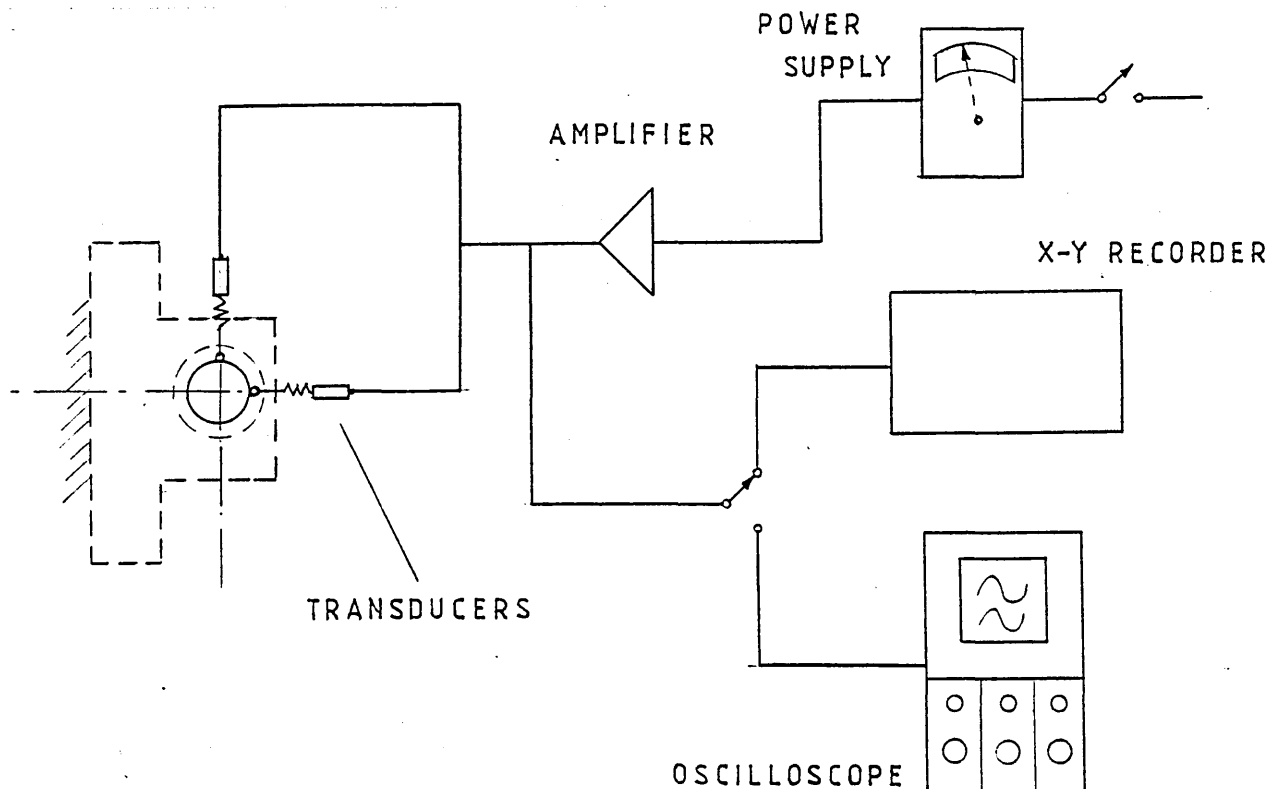 POWER
SUPPLY
AMPLIFIER
X-Y RECORDER
TRANSDUCERS
OSCILLOSCOPE